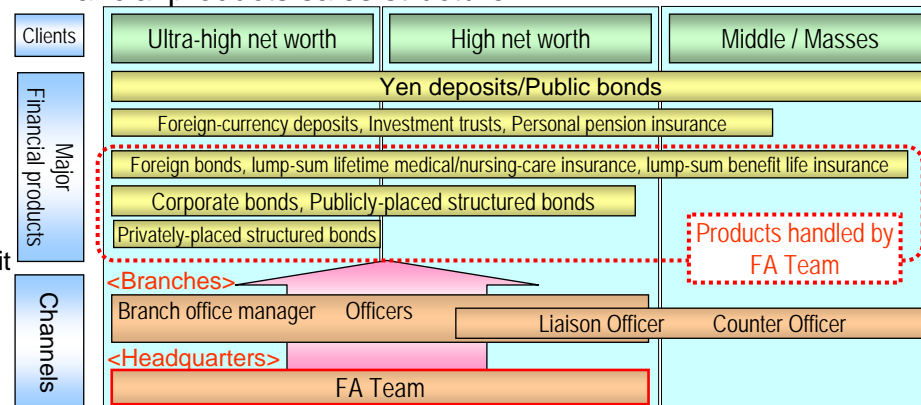 Clients
Ultra-high net worth
High net worth
Middle / Masses
Major
Financial products
Yen deposits/Public bonds
Foreign-currency deposits, Investment trusts, Personal pension insurance
Foreign bonds, lump-sum lifetime medical/nursing-care insurance, lump-sum benefit life insurance
Corporate bonds, Publicly-placed structured bonds
Privately-placed structured bonds
Products handled by
FA Team
it
Channels
<Branches>
Branch office manager Officers
Liaison Officer Counter Officer
<Headquarters>
FA Team